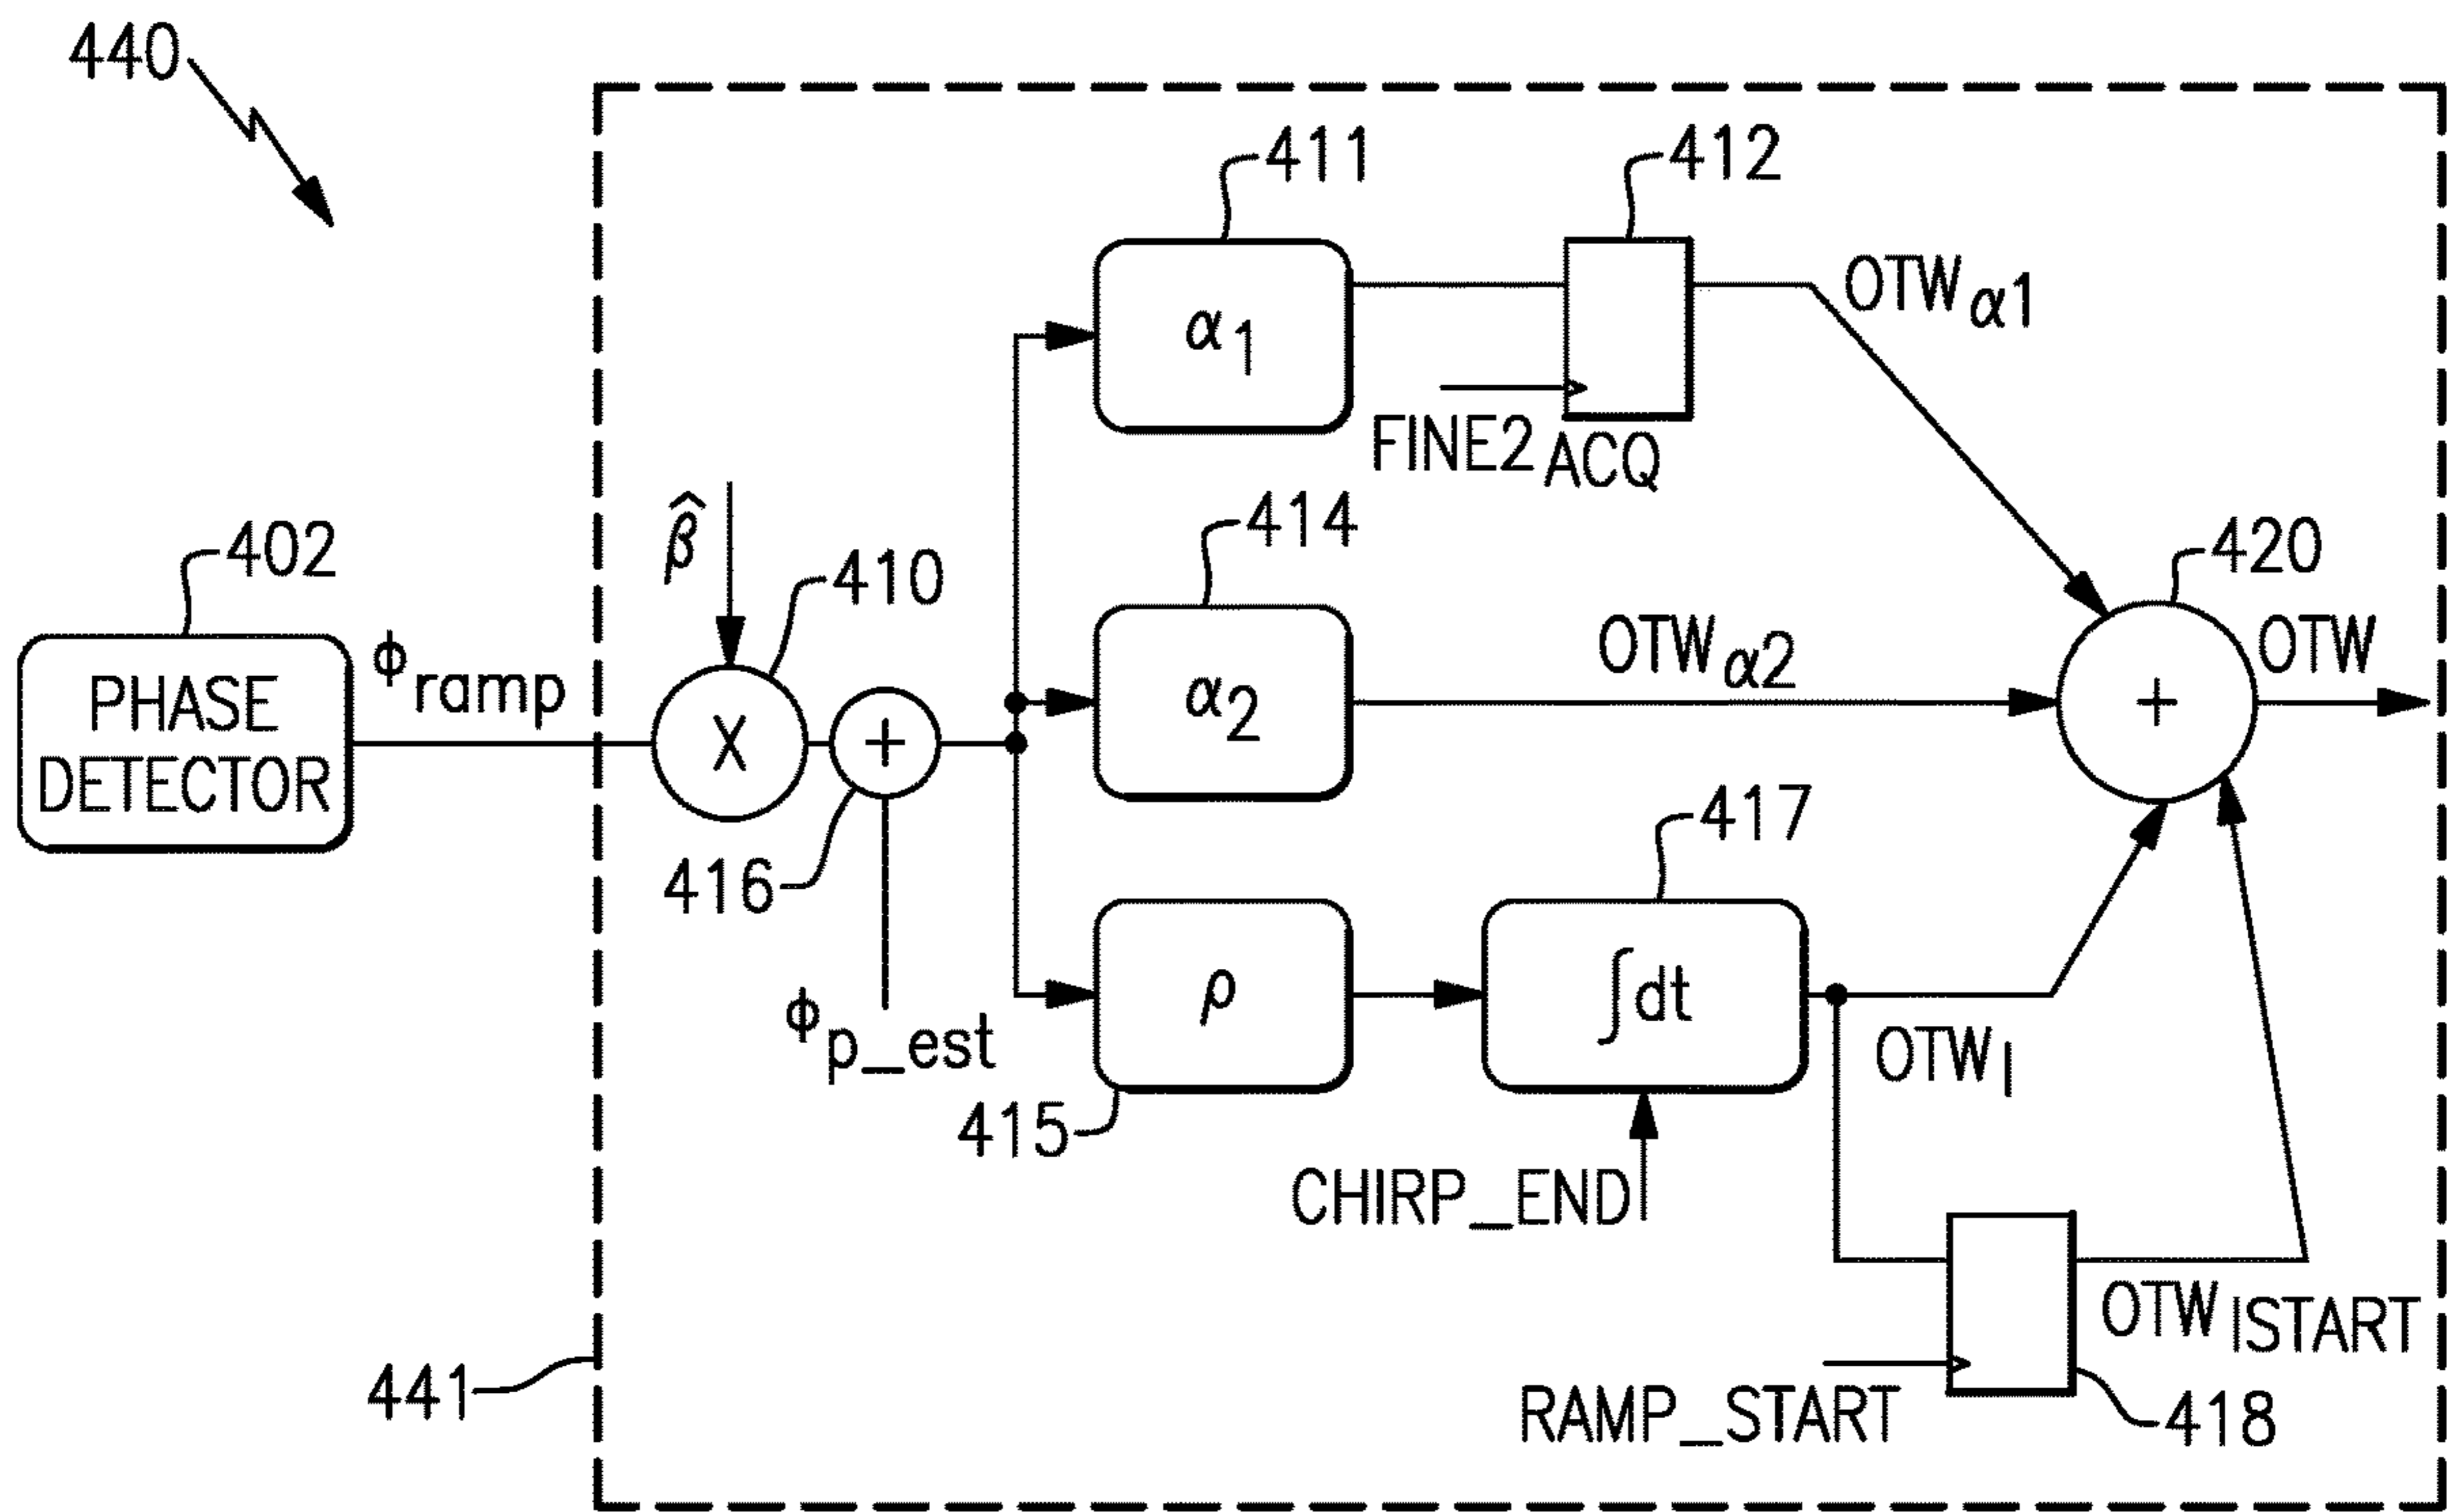 440
411
412
OTWα1
α1
FINE2ACQ
β̂
402
410
414
420
PHASE
DETECTOR
ϕramp
X
+
α2
OTWα2
+
OTW
416
417
ϕp_est
ρ
∫dt
OTWI
415
CHIRP_END
OTWISTART
441
RAMP_START
418